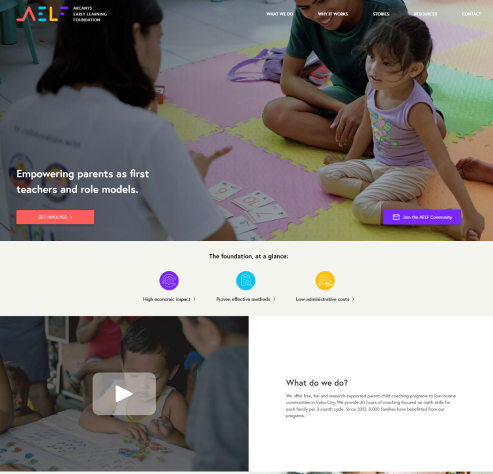 AELF
ARCANYS
EARLY LEARNING
FOUNDATION
WHAT WE DO
WHY IT WORKS
STORIES
RESOURCES
CONTACT
Empowering parents as first
teachers and role models.
GET INVOLVED >
Join the AELF Community
The foundation, at a glance:
High economic impact >
Proven effective methods >
Low administrative costs >
What do we do?
We offer free, fun and research-supported parent-child coaching programs to low-income
communities in Cebu City. We provide 30 hours of coaching focused on math skills for
each family per 3-month cycle. Since 2015, 8,000 families have benefitted from our
programs.